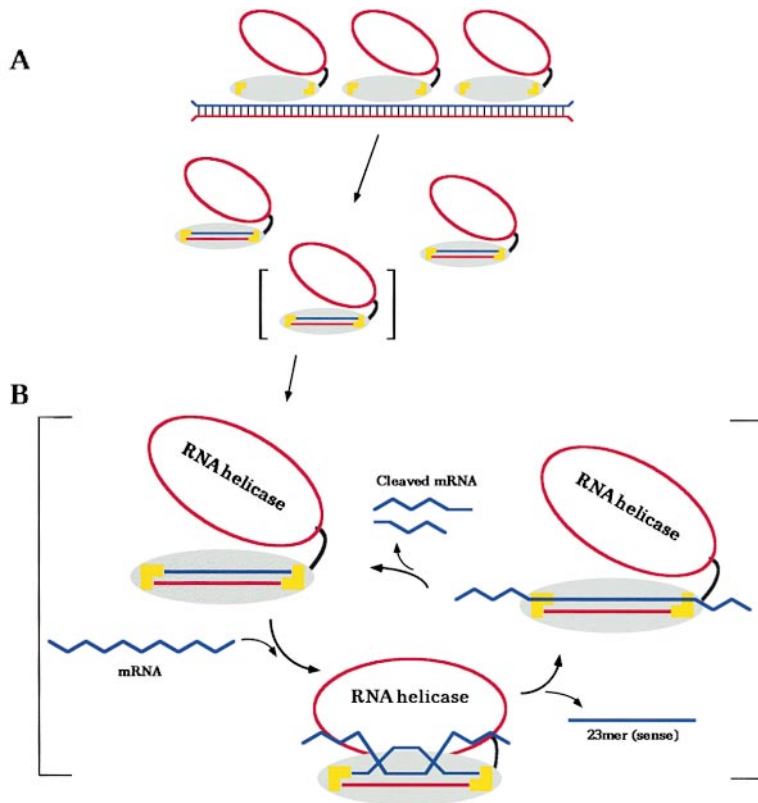 A
B
RNA helicase
Cleaved mRNA
RNA helicase
mRNA
RNA helicase
23mer (sense)